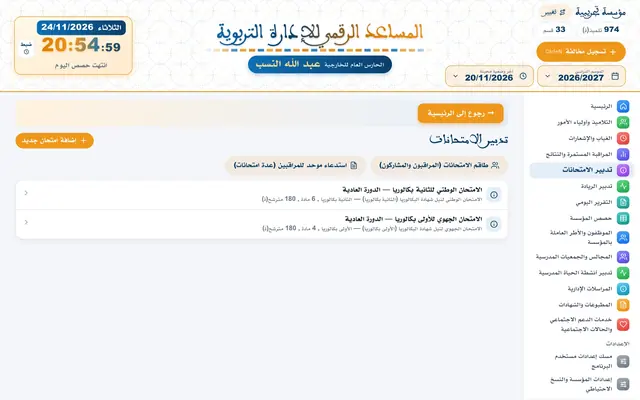 مؤسسة تجريبية
تغيير
974 تلميذ(ة)
33 قسم
+ تسجيل مخالفة Ctrl+N
الموسم الدراسي
2026/2027
20/11/2026
المساعد الرقمي للإدارة التربوية
الحارس العام للخارجية عبد الله النسب
الثلاثاء 24/11/2026
20:54:59
ضبط
انتهت حصص اليوم
الرئيسية
التلاميذ وأولياء الأمور
الغياب والإشعارات
المراقبة المستمرة والنتائج
تدبير الامتحانات
تدبير الريادة
التقرير اليومي
حصص المؤسسة
الموظفون والأطر العاملة بالمؤسسة
المجالس والجمعيات المدرسية
تدبير أنشطة الحياة المدرسية
المراسلات الإدارية
المطبوعات والشهادات
خدمات الدعم الاجتماعي والحالات الاجتماعية
الإعدادات
مسك إعدادات مستخدم البرنامج
إعدادات المؤسسة والنسخ الاحتياطي
→ رجوع إلى الرئيسية
تدبير الامتحانات
+ إضافة امتحان جديد
طاقم الامتحانات (المراقبون والمشاركون)
استدعاء موحد للمراقبين (عدة امتحانات)
الامتحان الوطني للثانية بكالوريا — الدورة العادية
الامتحان الوطني لنيل شهادة البكالوريا (الثانية بكالوريا) — الثانية بكالوريا . 6 مادة . 180 مترشح(ة)
الامتحان الجهوي للأولى بكالوريا — الدورة العادية
الامتحان الجهوي لنيل شهادة البكالوريا (الأولى بكالوريا) — الأولى بكالوريا . 4 مادة . 180 مترشح(ة)